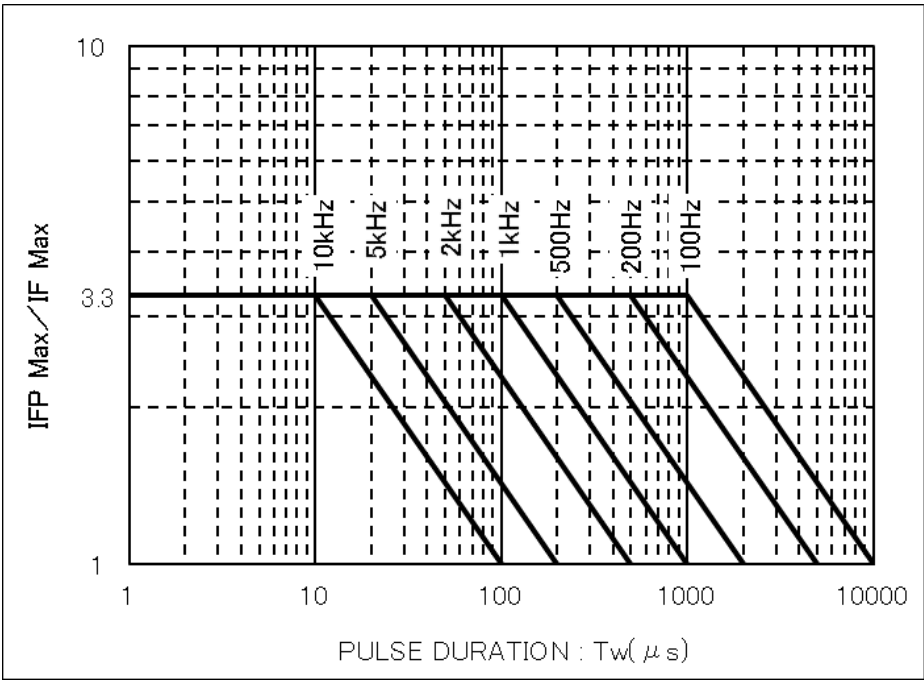 10
3.3
1
IFP Max／IF Max
10kHz
5kHz
2kHz
1kHz
500Hz
200Hz
100Hz
1
10
100
1000
10000
PULSE DURATION : Tw(μs)